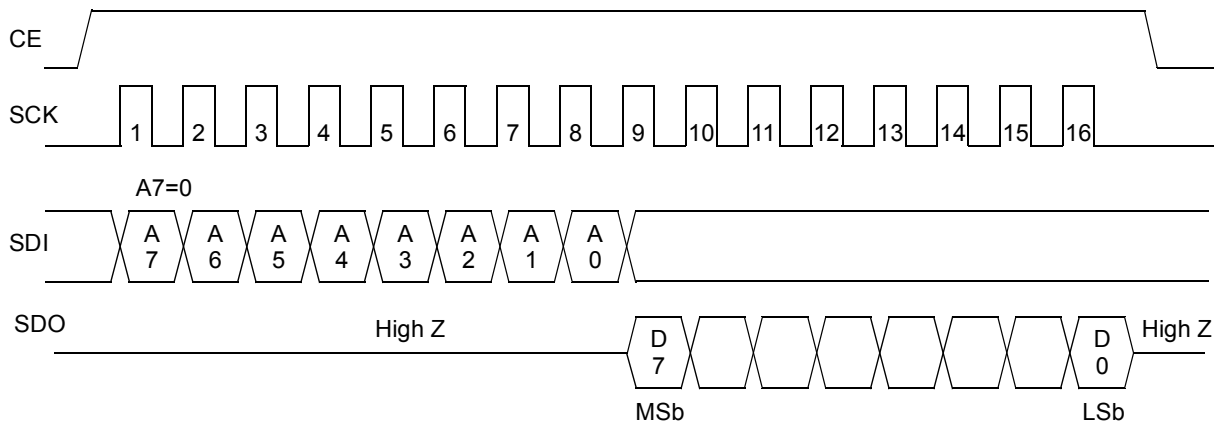 CE
SCK
1 2 3 4 5 6 7 8 9 10 11 12 13 14 15 16
A7=0
SDI
A A A A A A A A
7 6 5 4 3 2 1 0
SDO
High Z
D D
7 0
High Z
MSb LSb